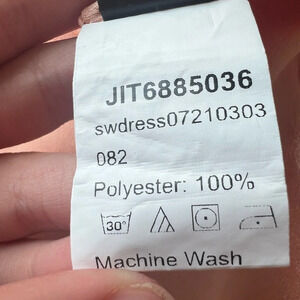 JIT6885036
swdress07210303
082
Polyester: 100%
30°
Machine Wash